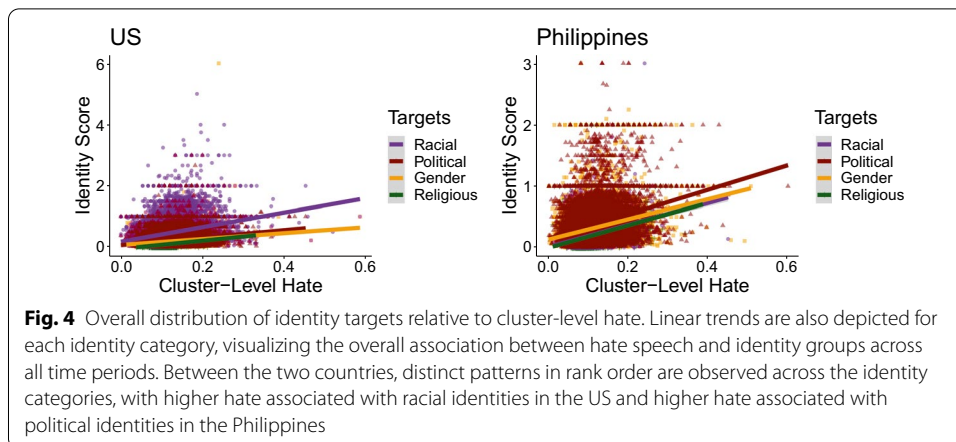 US
Identity Score
6
4
2
0
0.0 0.2 0.4 0.6
Cluster−Level Hate
Targets
Racial
Political
Gender
Religious
Philippines
Identity Score
3
2
1
0
0.0 0.2 0.4 0.6
Cluster−Level Hate
Targets
Racial
Political
Gender
Religious
Fig. 4 Overall distribution of identity targets relative to cluster-level hate. Linear trends are also depicted for
each identity category, visualizing the overall association between hate speech and identity groups across
all time periods. Between the two countries, distinct patterns in rank order are observed across the identity
categories, with higher hate associated with racial identities in the US and higher hate associated with
political identities in the Philippines